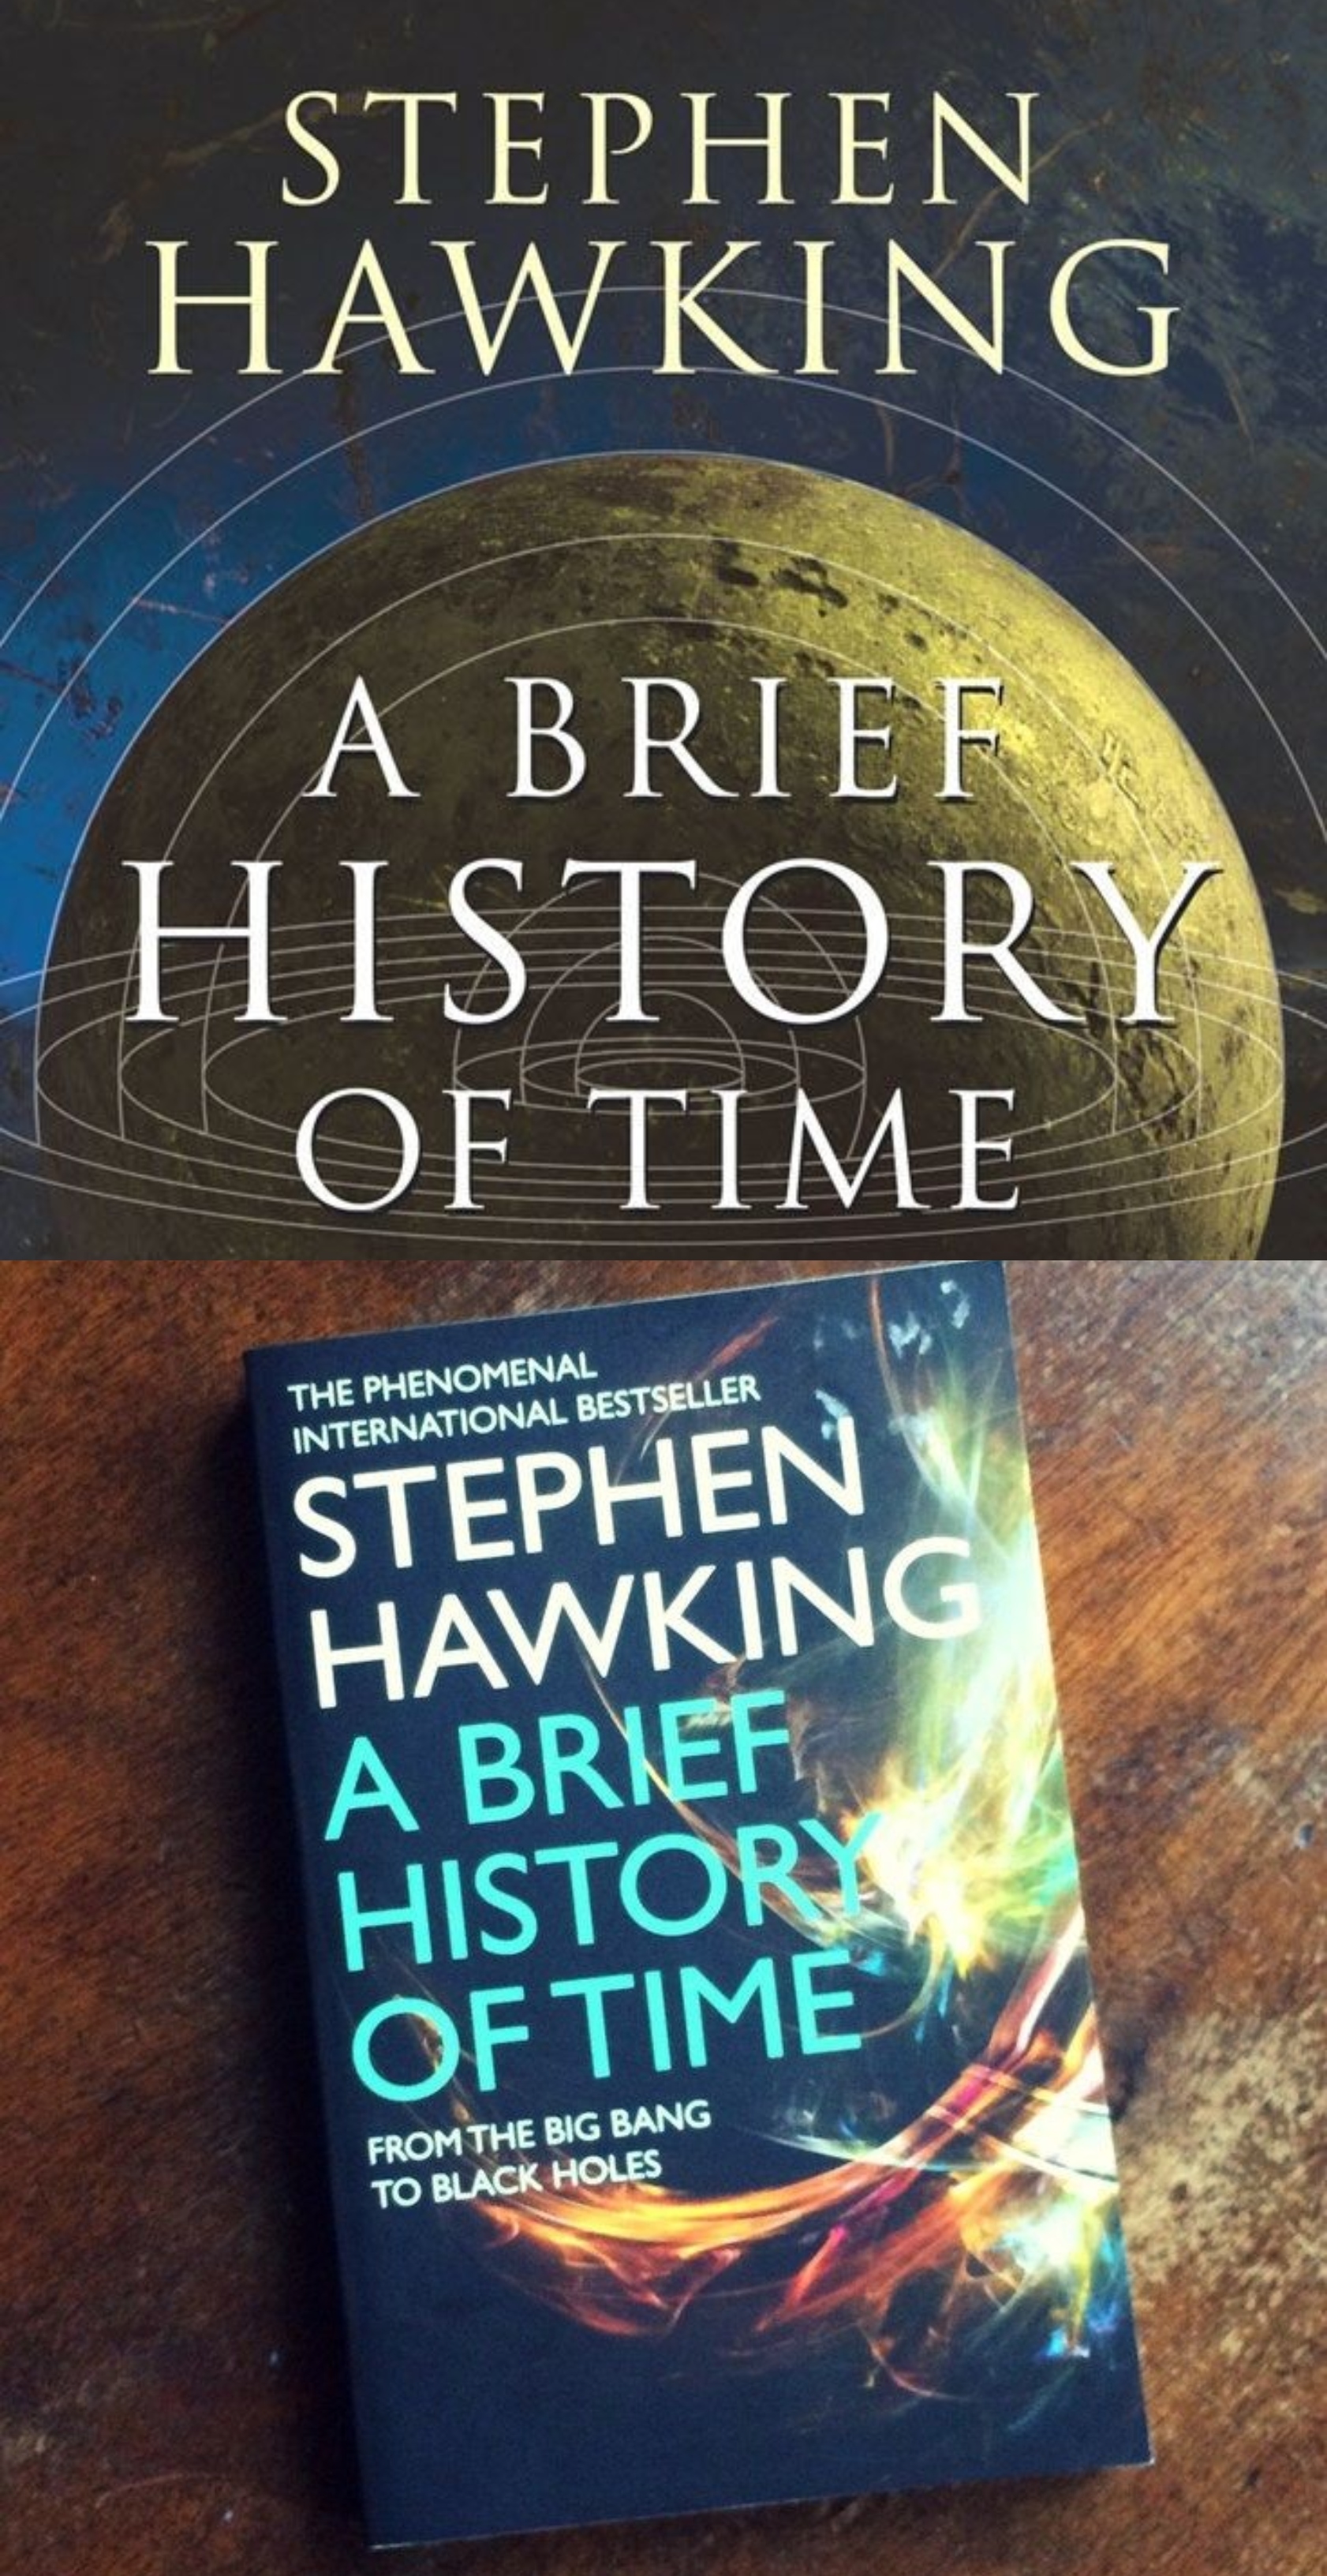 STEPHEN
HAWKING
A BRIEF
HISTORY
OF TIME
THE PHENOMENAL
INTERNATIONAL BESTSELLER
STEPHEN
HAWKING
A BRIEF
HISTORY
OF TIME
FROM THE BIG BANG
TO BLACK HOLES